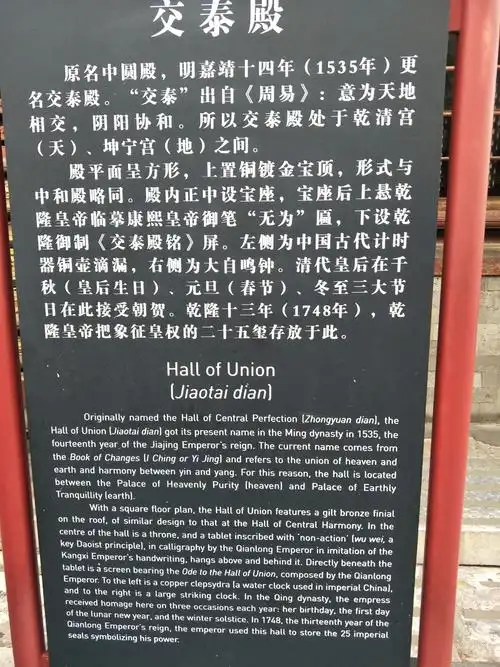 交泰殿
原名中圆殿，明嘉靖十四年（1535年）更
名交泰殿。“交泰”出自《周易》：意为天地
相交，阴阳协和。所以交泰殿处于乾清宫
（天）、坤宁宫（地）之间。
殿平面呈方形，上置铜镀金宝顶，形式与
中和殿略同。殿内正中设宝座，宝座后上悬乾
隆皇帝临摹康熙皇帝御笔“无为”匾，下设乾
隆御制《交泰殿铭》屏。左侧为中国古代计时
器铜壶滴漏，右侧为大自鸣钟。清代皇后在千
秋（皇后生日）、元旦（春节）、冬至三大节
日在此接受朝贺。乾隆十三年（1748年），乾
隆皇帝把象征皇权的二十五玺存放于此。
Hall of Union
(Jiaotai dian)
Originally named the Hall of Central Perfection (Zhongyuan dian), the
Hall of Union (Jiaotai dian) got its present name in the Ming dynasty in 1535, the
fourteenth year of the Jiajing Emperor's reign. The current name comes from
the Book of Changes (I Ching or Yi Jing) and refers to the union of heaven and
earth and harmony between yin and yang. For this reason, the hall is located
between the Palace of Heavenly Purity (heaven) and Palace of Earthly
Tranquillity (earth).
With a square floor plan, the Hall of Union features a gilt bronze finial
on the roof, of similar design to that at the Hall of Central Harmony. In the
centre of the hall is a throne, and a tablet inscribed with 'non-action' (wu wei, a
key Daoist principle), in calligraphy by the Qianlong Emperor in imitation of the
Kangxi Emperor's handwriting, hangs above and behind it. Directly beneath the
tablet is a screen bearing the Ode to the Hall of Union, composed by the Qianlong
Emperor. To the left is a copper clepsydra (a water clock used in imperial China),
and to the right is a large striking clock. In the Qing dynasty, the empress
received homage here on three occasions each year: her birthday, the first day
of the lunar new year, and the winter solstice. In 1748, the thirteenth year of the
Qianlong Emperor's reign, the emperor used this hall to store the 25 imperial
seals symbolizing his power.